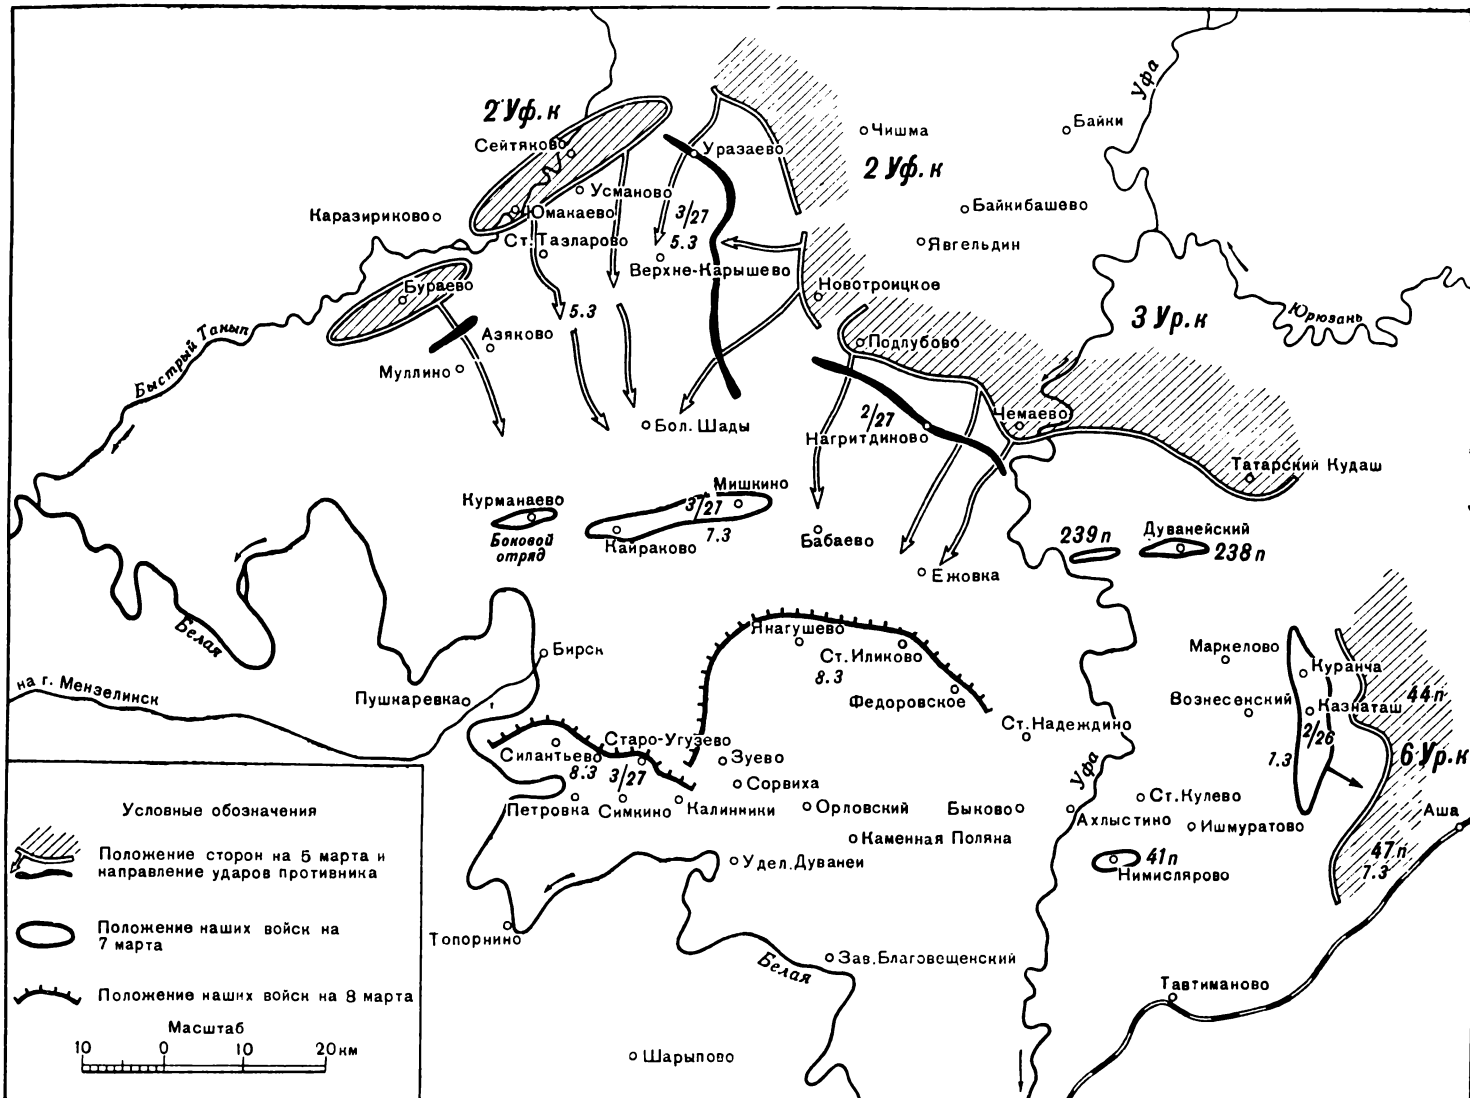 2 Уф. к
Сейтяково
Уразаево
Чишма
Байки
Уфа
2 Уф. к
Усманово
Каразириково
Юмакаево
3/27
5.3
Байкибашево
Ст. Тазларово
Верхне-Карышево
Явгельдин
Бураево
Новотроицкое
5.3
3 Ур. к
Юрюзань
Быстрый Танып
Азяково
Подлубово
Муллино
2/27
Чемаево
Бол. Шады
Нагритдиново
Татарский Кудаш
Курманаево
Мишкино
3/27
7.3
Боковой
отряд
Кайраково
Бабаево
239 п
Дуванейский
238 п
Ежовка
Белая
Янагушево
Бирск
Ст. Иликово
8.3
Маркелово
Куранча
на г. Мензелинск
Пушкаревка
Федоровское
Вознесенский
Казнаташ
44 п
2/26
7.3
Ст. Надеждино
Старо-Угузево
Силантьево
8.3
3/27
Зуево
6 Ур. к
Уфа
Сорвиха
Петровка
Симкино
Калинники
Орловский
Быково
Ахлыстино
Ст. Кулево
Ишмуратово
Аша
Каменная Поляна
41 п
Нимислярово
47 п
7.3
Удел. Дуванеи
Топорнино
Белая
Зав. Благовещенский
Тавтиманово
Шарыпово
Условные обозначения
Положение сторон на 5 марта и
направление ударов противника
Положение наших войск на
7 марта
Положение наших войск на 8 марта
Масштаб
10 0 10 20 км